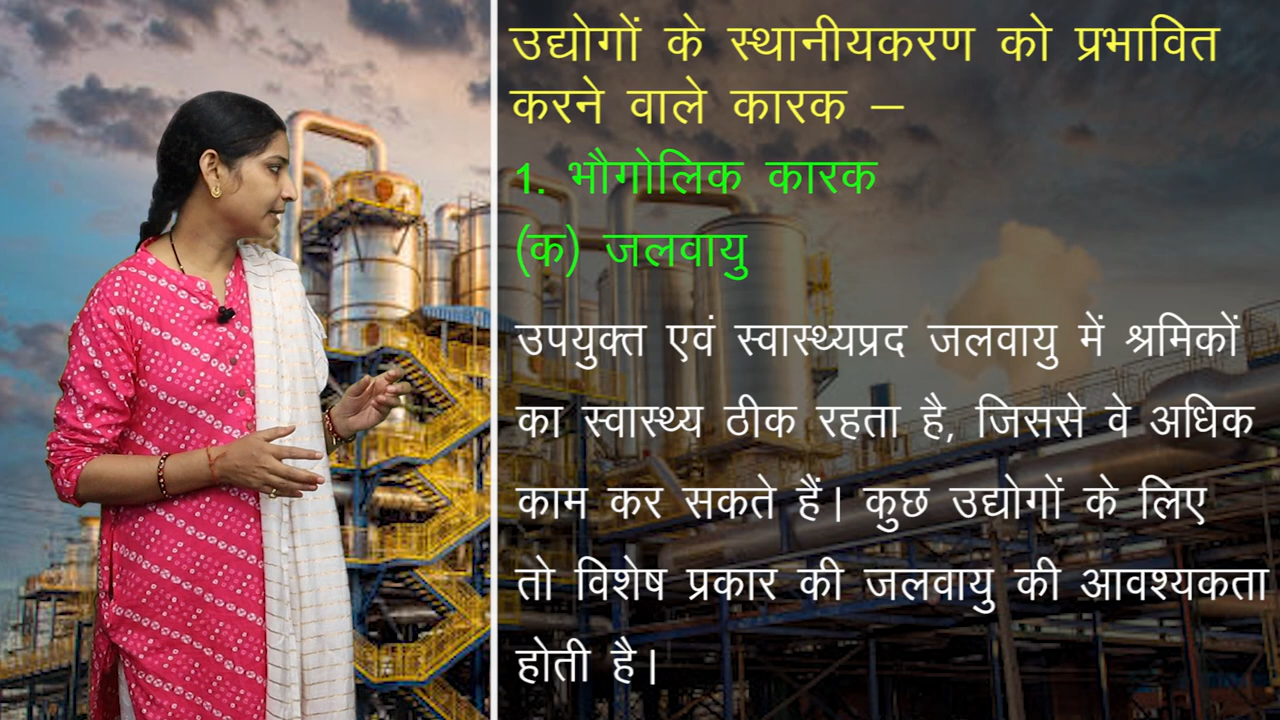 उद्योगों के स्थानीयकरण को प्रभावित
करने वाले कारक –
1. भौगोलिक कारक
(क) जलवायु
उपयुक्त एवं स्वास्थ्यप्रद जलवायु में श्रमिकों
का स्वास्थ्य ठीक रहता है, जिससे वे अधिक
काम कर सकते हैं। कुछ उद्योगों के लिए
तो विशेष प्रकार की जलवायु की आवश्यकता
होती है।